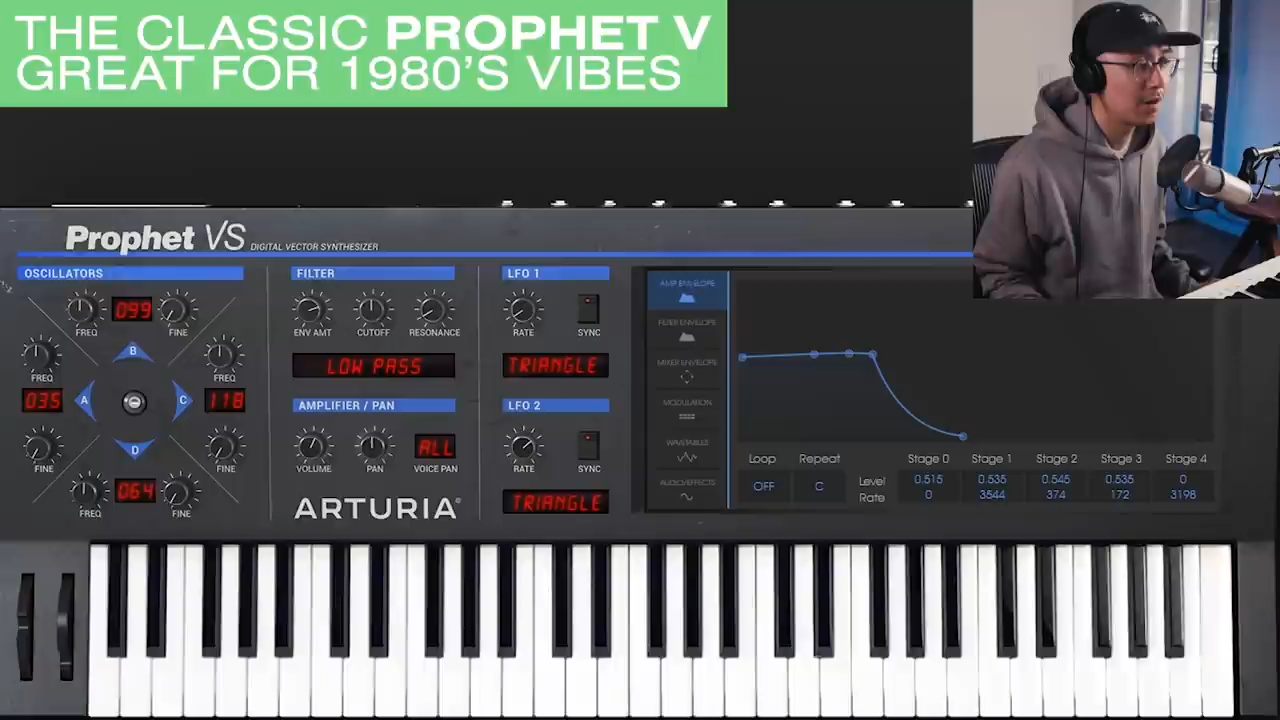 THE CLASSIC PROPHET V
GREAT FOR 1980'S VIBES
Prophet VS DIGITAL VECTOR SYNTHESIZER
OSCILLATORS
FILTER
LFO 1
AMP ENVELOPE
099
FREQ
FINE
ENV AMT
CUTOFF
RESONANCE
RATE
SYNC
FILTER ENVELOPE
B
LOW PASS
TRIANGLE
MIXER ENVELOPE
FREQ
FREQ
035
A
C
118
AMPLIFIER / PAN
LFO 2
MODULATION
D
ALL
WAVETABLES
FINE
FINE
VOLUME
PAN
VOICE PAN
RATE
SYNC
Loop
Repeat
Stage 0
Stage 1
Stage 2
Stage 3
Stage 4
064
AUDIO/EFFECTS
OFF
C
Level
0.515
0.535
0.545
0.535
0
Rate
0
3544
374
172
3198
FREQ
FINE
ARTURIA
TRIANGLE